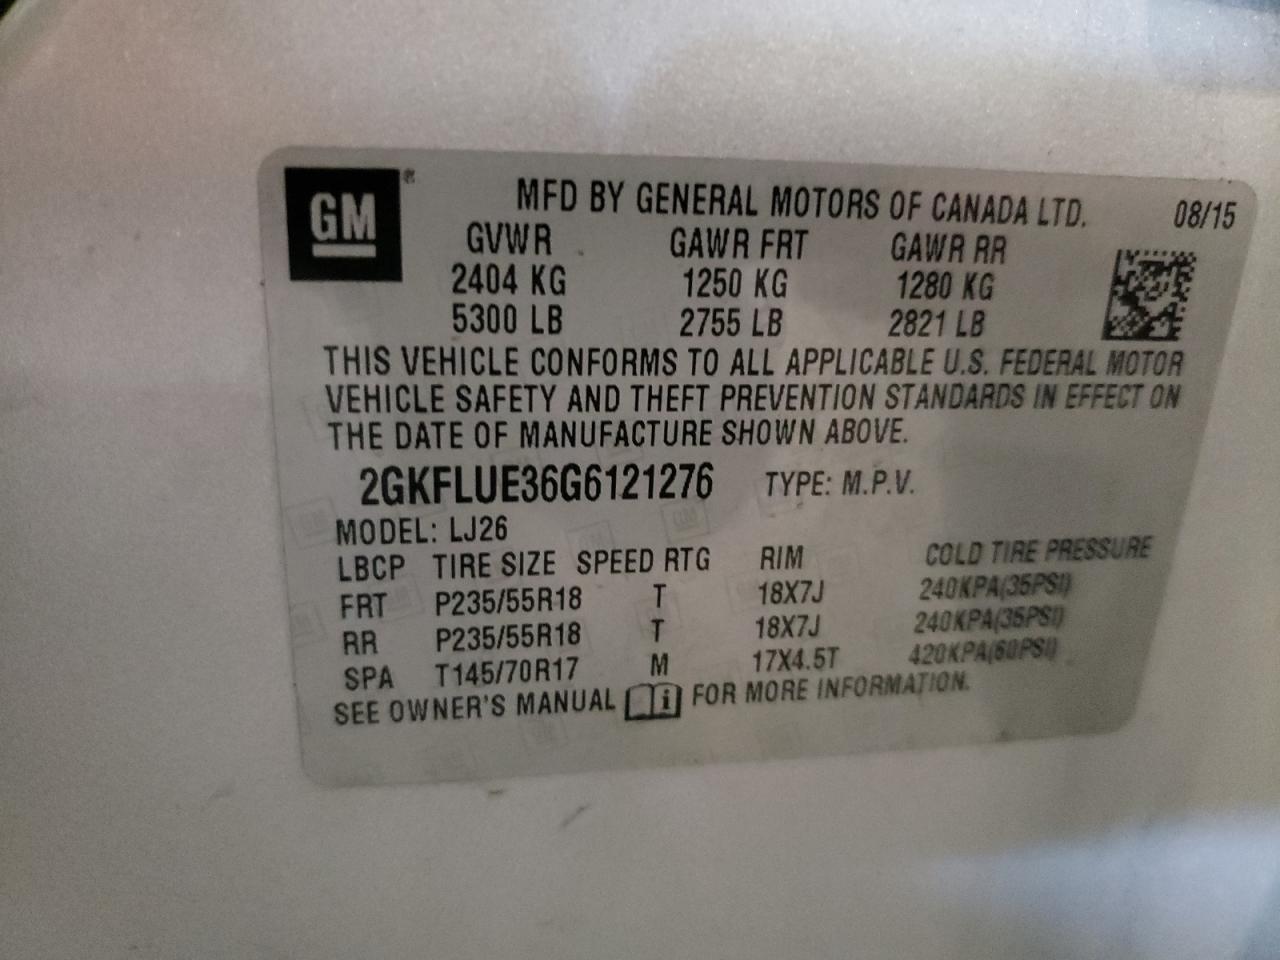 GM ®
MFD BY GENERAL MOTORS OF CANADA LTD. 08/15
GVWR GAWR FRT GAWR RR
2404 KG 1250 KG 1280 KG
5300 LB 2755 LB 2821 LB
THIS VEHICLE CONFORMS TO ALL APPLICABLE U.S. FEDERAL MOTOR
VEHICLE SAFETY AND THEFT PREVENTION STANDARDS IN EFFECT ON
THE DATE OF MANUFACTURE SHOWN ABOVE.
2GKFLUE36G6121276 TYPE: M.P.V.
MODEL: LJ26
LBCP TIRE SIZE SPEED RTG RIM COLD TIRE PRESSURE
FRT P235/55R18 T 18X7J 240KPA(35PSI)
RR P235/55R18 T 18X7J 240KPA(35PSI)
SPA T145/70R17 M 17X4.5T 420KPA(60PSI)
SEE OWNER'S MANUAL i FOR MORE INFORMATION.